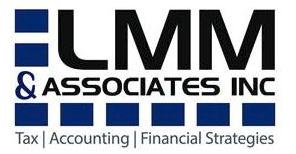 LMM
& ASSOCIATES INC
Tax | Accounting | Financial Strategies